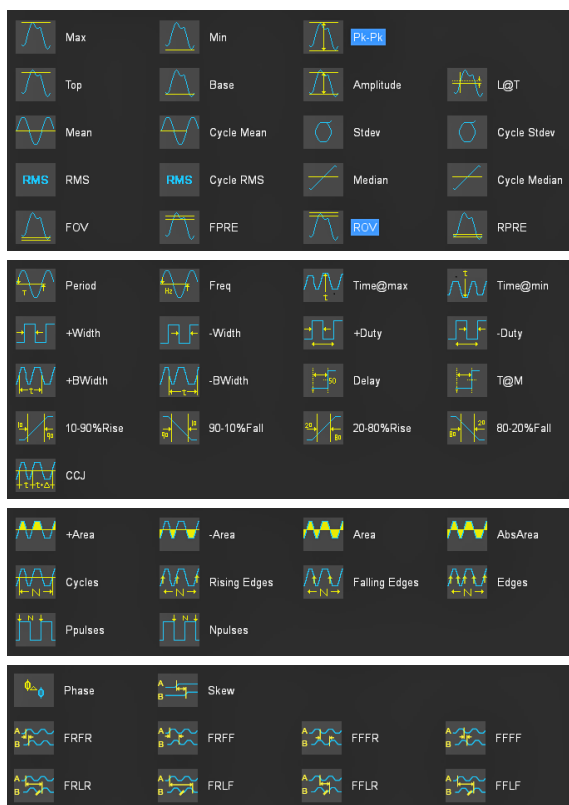 Max Min Pk-Pk
Top Base Amplitude L@T
Mean Cycle Mean Stdev Cycle Stdev
RMS RMS RMS Cycle RMS Median Cycle Median
FOV FPRE ROV RPRE
Period Freq Time@max Time@min
+Width -Width +Duty -Duty
+BWidth -BWidth Delay T@M
10-90%Rise 90-10%Fall 20-80%Rise 80-20%Fall
CCJ
+Area -Area Area AbsArea
Cycles Rising Edges Falling Edges Edges
Ppulses Npulses
Phase Skew
FRFR FRFF FFFR FFFF
FRLR FRLF FFLR FFLF